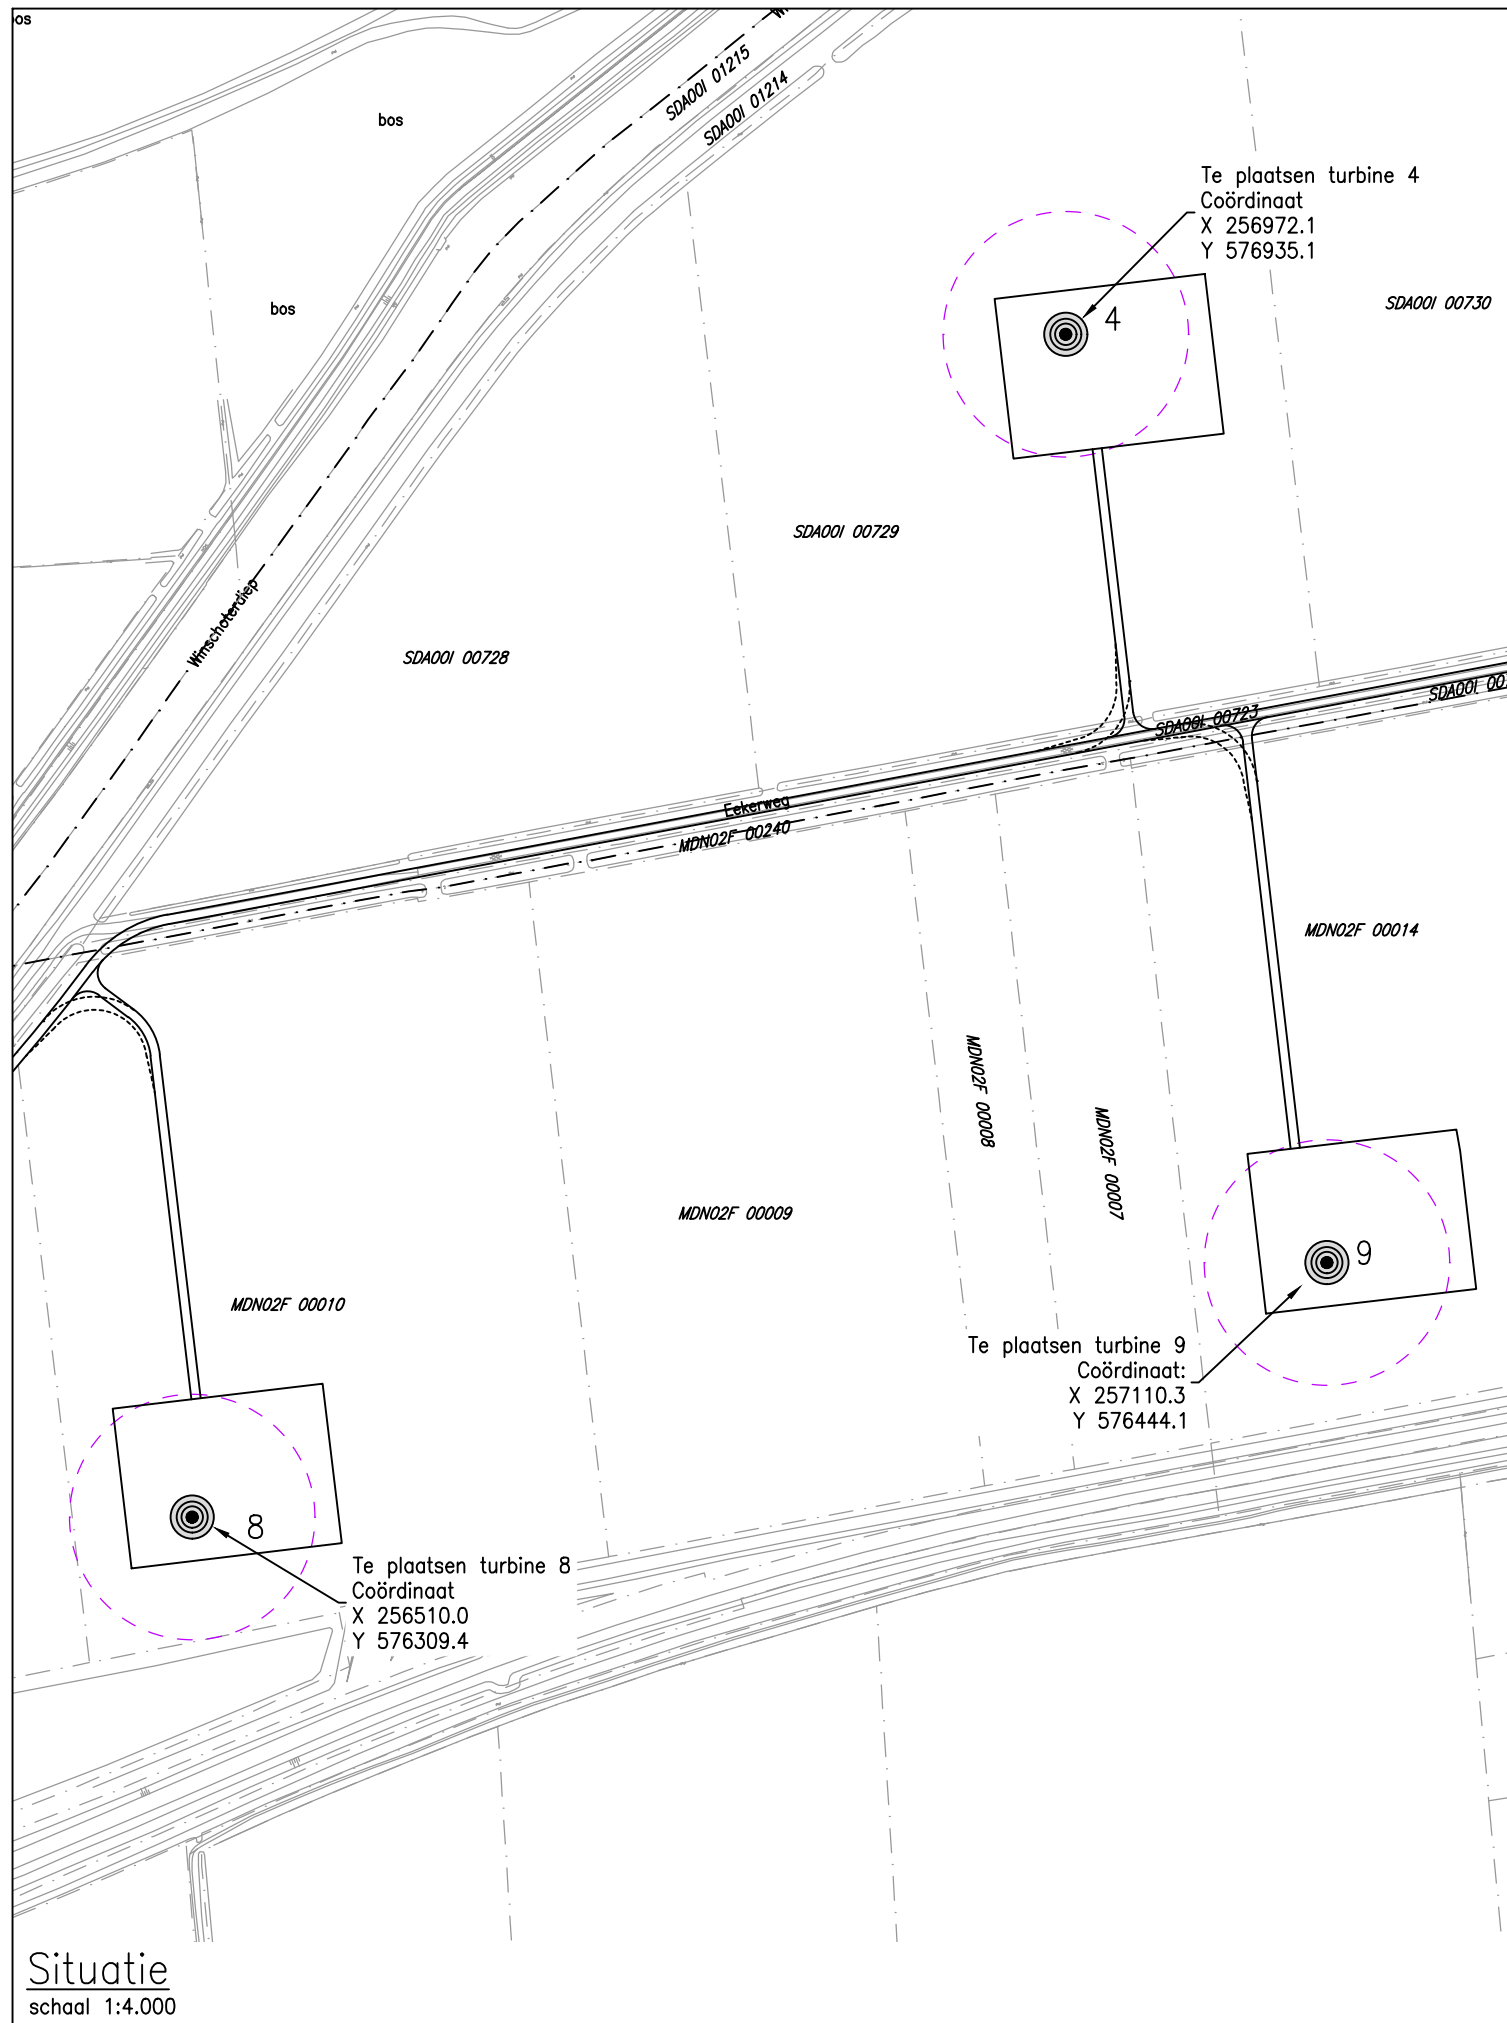 bos
SDA00I 01215
SDA00I 01214
bos
Te plaatsen turbine 4
Coördinaat
X 256972.1
Y 576935.1
4
bos
SDA00I 00730
SDA00I 00729
Winschoterdiep
SDA00I 00728
SDA00I 00723
Eekerweg
MDN02F 00240
MDN02F 00014
MDN02F 00008
MDN02F 00007
MDN02F 00009
MDN02F 00010
9
Te plaatsen turbine 9
Coördinaat:
X 257110.3
Y 576444.1
8
Te plaatsen turbine 8
Coördinaat
X 256510.0
Y 576309.4
Situatie
schaal 1:4.000